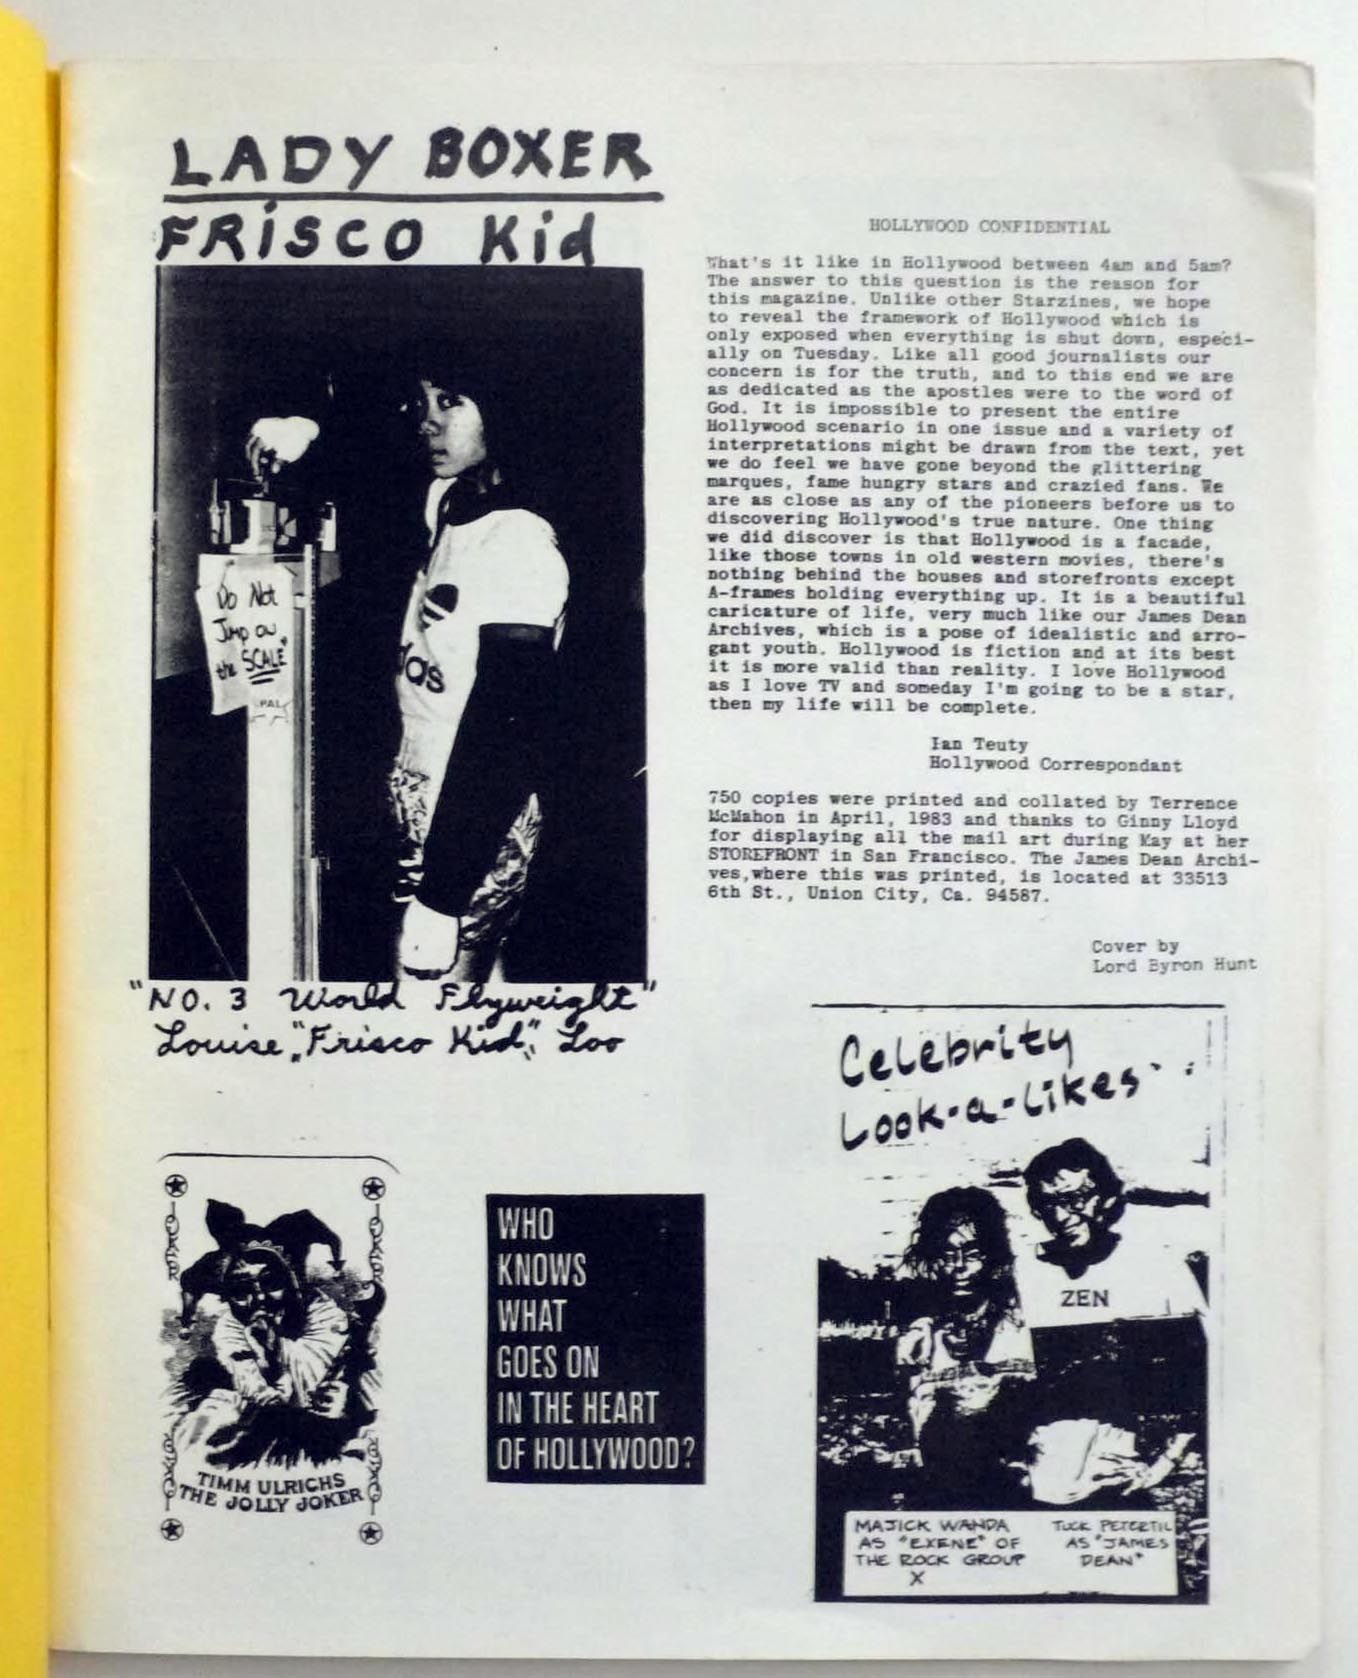 LADY BOXER
FRISCO Kid
Do Not
Jump on
the SCALE
PAL
das
"NO. 3 World Flyweight"
Louise "Frisco Kid" Loo
HOLLYWOOD CONFIDENTIAL
What's it like in Hollywood between 4am and 5am?
The answer to this question is the reason for
this magazine. Unlike other Starzines, we hope
to reveal the framework of Hollywood which is
only exposed when everything is shut down, especi-
ally on Tuesday. Like all good journalists our
concern is for the truth, and to this end we are
as dedicated as the apostles were to the word of
God. It is impossible to present the entire
Hollywood scenario in one issue and a variety of
interpretations might be drawn from the text, yet
we do feel we have gone beyond the glittering
marques, fame hungry stars and crazied fans. We
are as close as any of the pioneers before us to
discovering Hollywood's true nature. One thing
we did discover is that Hollywood is a facade,
like those towns in old western movies, there's
nothing behind the houses and storefronts except
A-frames holding everything up. It is a beautiful
caricature of life, very much like our James Dean
Archives, which is a pose of idealistic and arro-
gant youth. Hollywood is fiction and at its best
it is more valid than reality. I love Hollywood
as I love TV and someday I'm going to be a star,
then my life will be complete.
Ian Teuty
Hollywood Correspondant
750 copies were printed and collated by Terrence
McMahon in April, 1983 and thanks to Ginny Lloyd
for displaying all the mail art during May at her
STOREFRONT in San Francisco. The James Dean Archi-
ves,where this was printed, is located at 33513
6th St., Union City, Ca. 94587.
Cover by
Lord Byron Hunt
JOKER
JOKER
TIMM ULRICHS
THE JOLLY JOKER
WHO
KNOWS
WHAT
GOES ON
IN THE HEART
OF HOLLYWOOD?
Celebrity
Look-a-likes
ZEN
MAJICK WANDA
AS "EXENE" OF
THE ROCK GROUP
X
TUCK PETERTIL
AS "JAMES
DEAN"